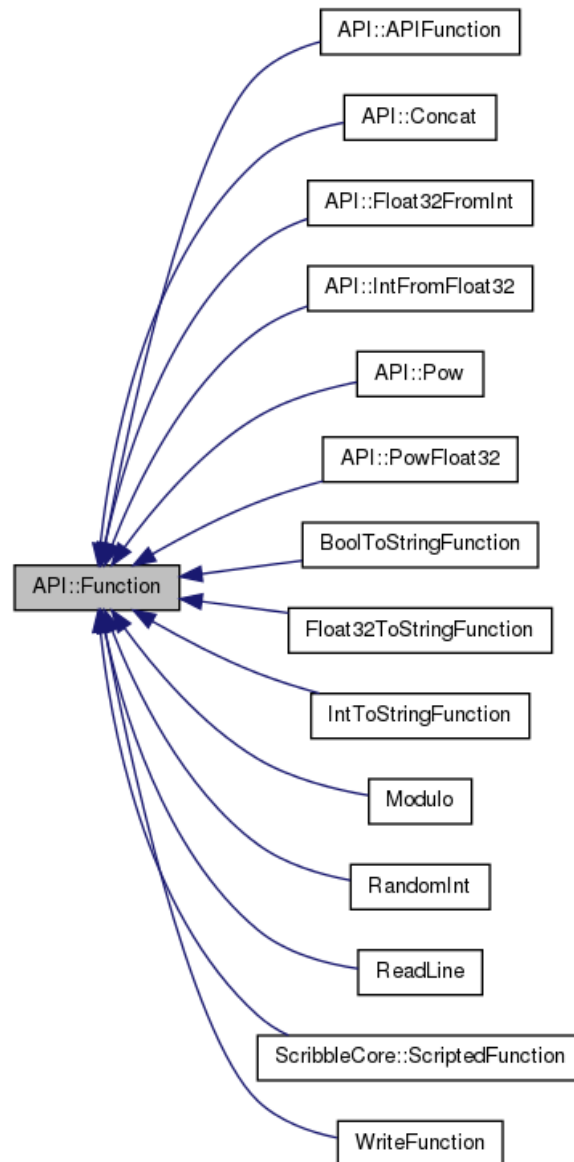 API::APIFunction
API::Concat
API::Float32FromInt
API::IntFromFloat32
API::Pow
API::PowFloat32
BoolToStringFunction
API::Function
Float32ToStringFunction
IntToStringFunction
Modulo
RandomInt
ReadLine
ScribbleCore::ScriptedFunction
WriteFunction